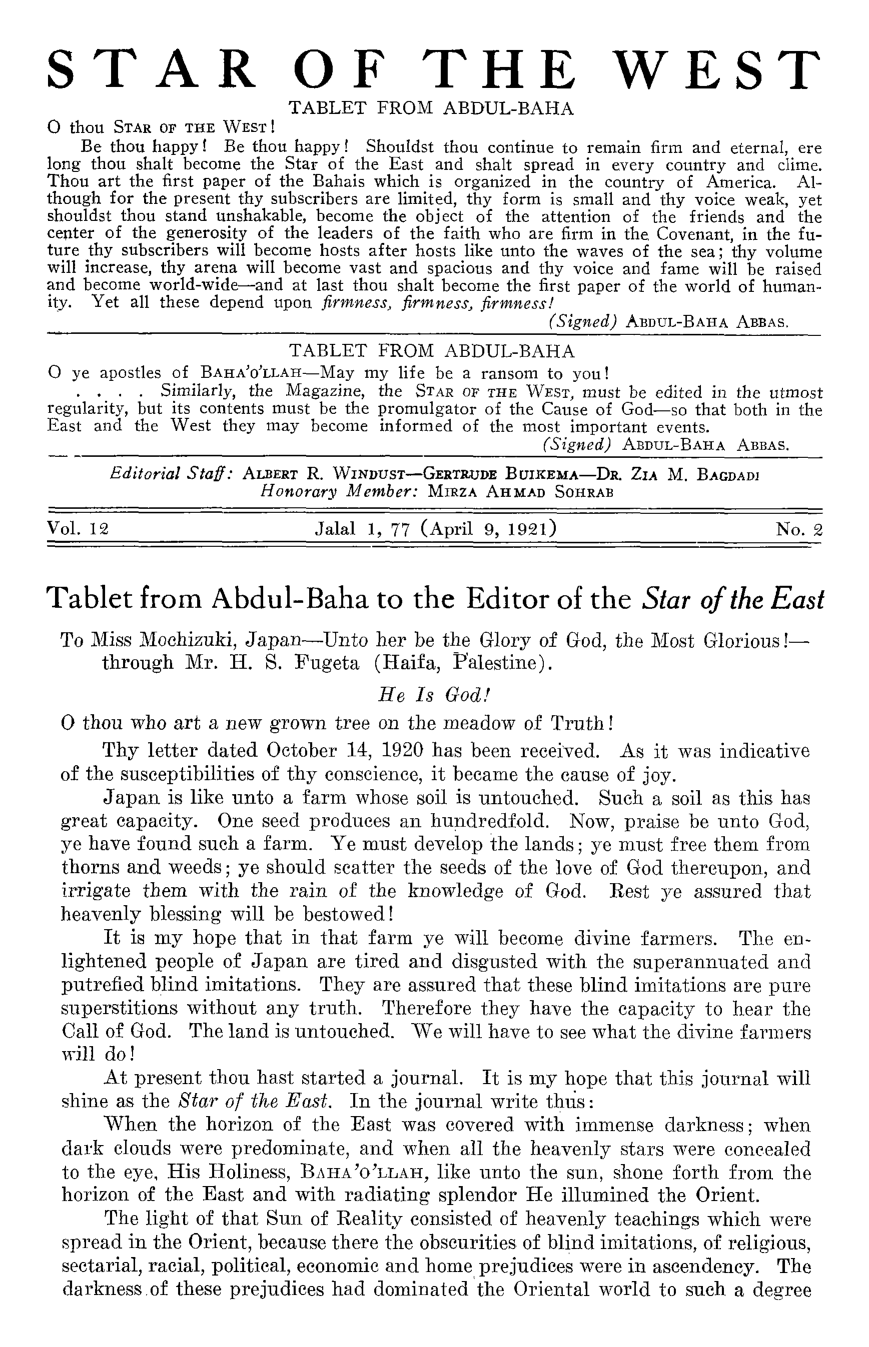 STAR OF THE WEST
TABLET FROM ABDUL-BAHA
O thou STAR OF THE WEST!
Be thou happy! Be thou happy! Shouldst thou continue to remain firm and eternal, ere
long thou shalt become the Star of the East and shalt spread in every country and clime.
Thou art the first paper of the Bahais which is organized in the country of America. Al-
though for the present thy subscribers are limited, thy form is small and thy voice weak, yet
shouldst thou stand unshakable, become the object of the attention of the friends and the
center of the generosity of the leaders of the faith who are firm in the Covenant, in the fu-
ture thy subscribers will become hosts after hosts like unto the waves of the sea; thy volume
will increase, thy arena will become vast and spacious and thy voice and fame will be raised
and become world-wide—and at last thou shalt become the first paper of the world of human-
ity. Yet all these depend upon firmness, firmness, firmness!
(Signed) ABDUL-BAHA ABBAS.
TABLET FROM ABDUL-BAHA
O ye apostles of BAHA'O'LLAH—May my life be a ransom to you!
. . . . Similarly, the Magazine, the STAR OF THE WEST, must be edited in the utmost
regularity, but its contents must be the promulgator of the Cause of God—so that both in the
East and the West they may become informed of the most important events.
(Signed) ABDUL-BAHA ABBAS.
Editorial Staff: ALBERT R. WINDUST—GERTRUDE BUIKEMA—DR. ZIA M. BAGDADI
Honorary Member: MIRZA AHMAD SOHRAB
Vol. 12 Jalal 1, 77 (April 9, 1921) No. 2
Tablet from Abdul-Baha to the Editor of the Star of the East
To Miss Mochizuki, Japan—Unto her be the Glory of God, the Most Glorious!—
through Mr. H. S. Fugeta (Haifa, Palestine).
He Is God!
O thou who art a new grown tree on the meadow of Truth!
Thy letter dated October 14, 1920 has been received. As it was indicative
of the susceptibilities of thy conscience, it became the cause of joy.
Japan is like unto a farm whose soil is untouched. Such a soil as this has
great capacity. One seed produces an hundredfold. Now, praise be unto God,
ye have found such a farm. Ye must develop the lands; ye must free them from
thorns and weeds; ye should scatter the seeds of the love of God thereupon, and
irrigate them with the rain of the knowledge of God. Rest ye assured that
heavenly blessing will be bestowed!
It is my hope that in that farm ye will become divine farmers. The en-
lightened people of Japan are tired and disgusted with the superannuated and
putrefied blind imitations. They are assured that these blind imitations are pure
superstitions without any truth. Therefore they have the capacity to hear the
Call of God. The land is untouched. We will have to see what the divine farmers
will do!
At present thou hast started a journal. It is my hope that this journal will
shine as the Star of the East. In the journal write thus:
When the horizon of the East was covered with immense darkness; when
dark clouds were predominate, and when all the heavenly stars were concealed
to the eye, His Holiness, BAHA'O'LLAH, like unto the sun, shone forth from the
horizon of the East and with radiating splendor He illumined the Orient.
The light of that Sun of Reality consisted of heavenly teachings which were
spread in the Orient, because there the obscurities of blind imitations, of religious,
sectarial, racial, political, economic and home prejudices were in ascendency. The
darkness of these prejudices had dominated the Oriental world to such a degree